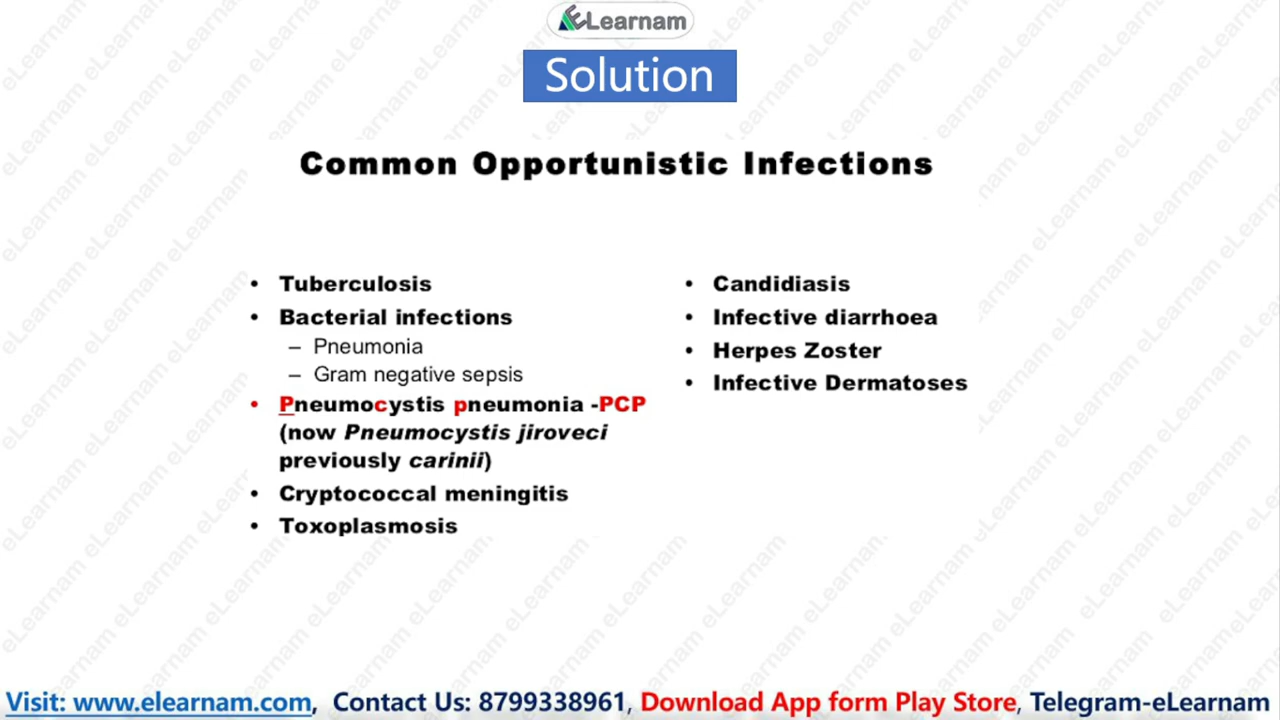 ELearnam
Solution
Common Opportunistic Infections
• Tuberculosis
• Bacterial infections
– Pneumonia
– Gram negative sepsis
• Pneumocystis pneumonia -PCP
(now Pneumocystis jiroveci
previously carinii)
• Cryptococcal meningitis
• Toxoplasmosis
• Candidiasis
• Infective diarrhoea
• Herpes Zoster
• Infective Dermatoses
Visit: www.elearnam.com, Contact Us: 8799338961, Download App form Play Store, Telegram-eLearnam